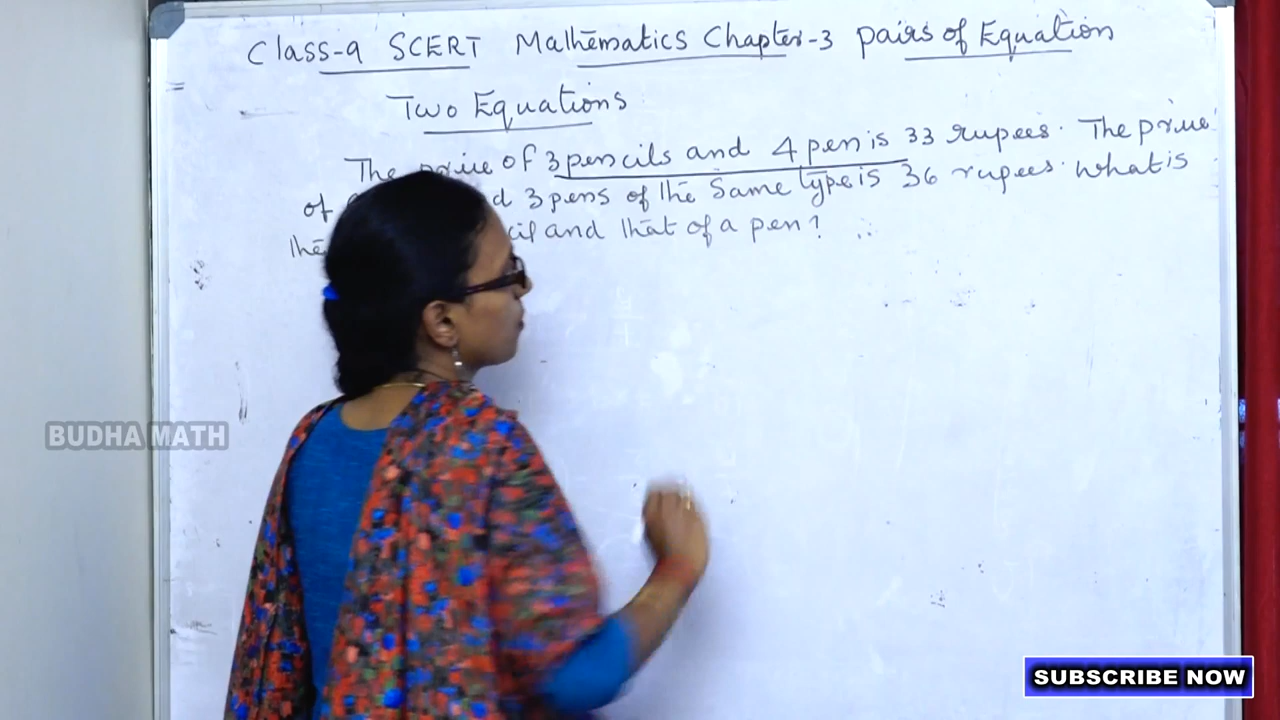 Class-9 SCERT Mathematics Chapter-3 pairs of Equation
Two Equations
The price of 3 pencils and 4 pen is 33 rupees. The price
of 3 pens of the same type is 36 rupees. what is
the and that of a pen?
BUDHA MATH
SUBSCRIBE NOW